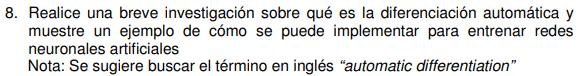 8. Realice una breve investigación sobre qué es la diferenciación automática y
muestre un ejemplo de cómo se puede implementar para entrenar redes
neuronales artificiales
Nota: Se sugiere buscar el término en inglés “automatic differentiation”